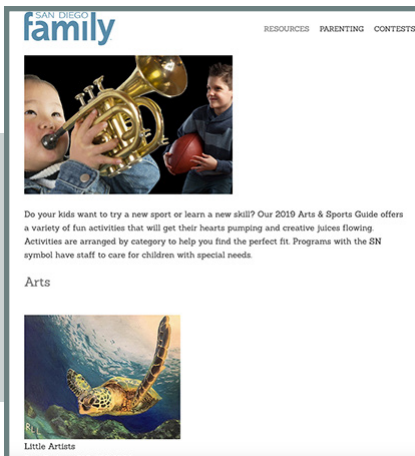 SAN DIEGO
family
RESOURCES PARENTING CONTESTS
Do your kids want to try a new sport or learn a new skill? Our 2019 Arts & Sports Guide offers
a variety of fun activities that will get their hearts pumping and creative juices flowing.
Activities are arranged by category to help you find the perfect fit. Programs with the SN
symbol have staff to care for children with special needs.
Arts
Little Artists